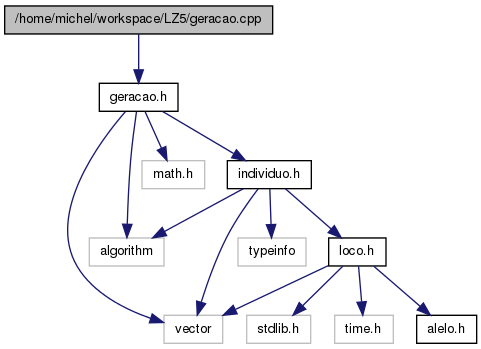 /home/michel/workspace/LZ5/geracao.cpp
geracao.h
math.h
individuo.h
algorithm
typeinfo
loco.h
vector
stdlib.h
time.h
alelo.h